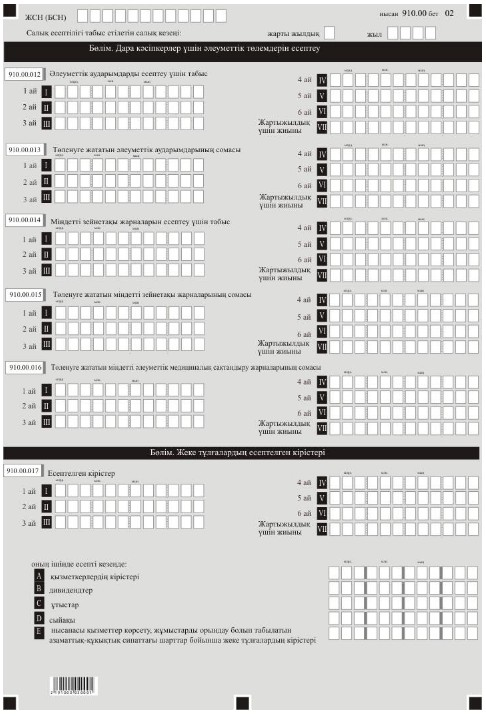 ЖСН (БСН)
нысан 910.00 бет 02
Салық есептілігі табыс етілетін салық кезеңі:
жарты жылдық
жыл
Бөлім. Дара кәсіпкерлер үшін әлеуметтік төлемдерін есептеу
910.00.012 Әлеуметтік аударымдарды есептеу үшін табыс
1 ай I
2 ай II
3 ай III
4 ай IV
5 ай V
6 ай VI
Жартыжылдық үшін жиыны VII
910.00.013 Төленуге жататын әлеуметтік аударымдарының сомасы
1 ай I
2 ай II
3 ай III
4 ай IV
5 ай V
6 ай VI
Жартыжылдық үшін жиыны VII
910.00.014 Міндетті зейнетақы жарналарын есептеу үшін табыс
1 ай I
2 ай II
3 ай III
4 ай IV
5 ай V
6 ай VI
Жартыжылдық үшін жиыны VII
910.00.015 Төленуге жататын міндетті зейнетақы жарналарының сомасы
1 ай I
2 ай II
3 ай III
4 ай IV
5 ай V
6 ай VI
Жартыжылдық үшін жиыны VII
910.00.016 Төленуге жататын міндетті әлеуметтік медициналық сақтандыру жарналарының сомасы
1 ай I
2 ай II
3 ай III
4 ай IV
5 ай V
6 ай VI
Жартыжылдық үшін жиыны VII
Бөлім. Жеке тұлғалардың есептелген кірістері
910.00.017 Есептелген кірістер
1 ай I
2 ай II
3 ай III
4 ай IV
5 ай V
6 ай VI
Жартыжылдық үшін жиыны VII
оның ішінде есепті кезеңде:
A қызметкерлердің кірістері
B дивидендтер
C ұтыстар
D сыйақы
E нысанасы қызметтер көрсету, жұмыстарды орындау болып табылатын
азаматтық-құқықтық сипаттағы шарттар бойынша жеке тұлғалардың кірістері